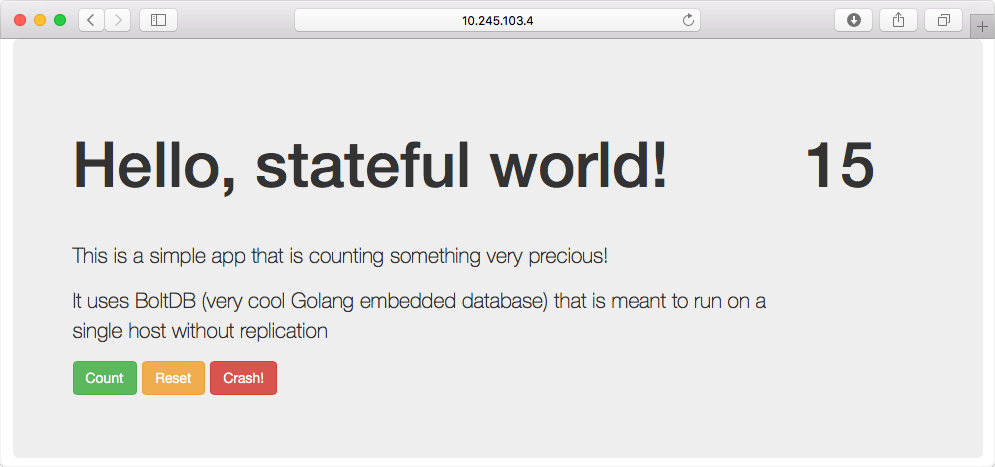 10.245.103.4
Hello, stateful world!
15
This is a simple app that is counting something very precious!
It uses BoltDB (very cool Golang embedded database) that is meant to run on a
single host without replication
Count Reset Crash!